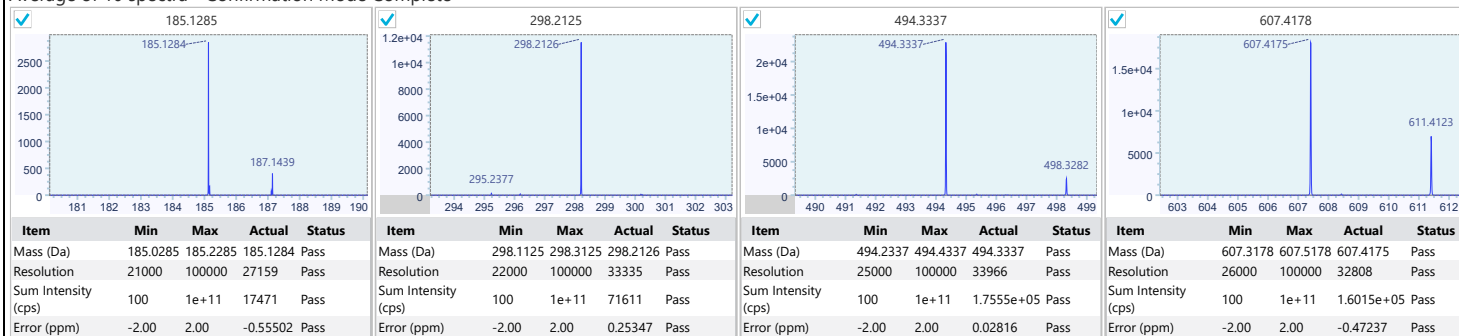 Average of spectra - Confirmation mode Complete
185.1285
185.1284
187.1439
2500
2000
1500
1000
500
0
181 182 183 184 185 186 187 188 189 190
Item Min Max Actual Status
Mass (Da) 185.0285 185.2285 185.1284 Pass
Resolution 21000 100000 27159 Pass
Sum Intensity
(cps) 100 1e+11 17471 Pass
Error (ppm) -2.00 2.00 -0.55502 Pass
298.2125
298.2126
295.2377
1.2e+04
1e+04
8000
6000
4000
2000
0
294 295 296 297 298 299 300 301 302 303
Item Min Max Actual Status
Mass (Da) 298.1125 298.3125 298.2126 Pass
Resolution 22000 100000 33335 Pass
Sum Intensity
(cps) 100 1e+11 71611 Pass
Error (ppm) -2.00 2.00 0.25347 Pass
494.3337
494.3337
498.3282
2e+04
1.5e+04
1e+04
5000
0
490 491 492 493 494 495 496 497 498 499
Item Min Max Actual Status
Mass (Da) 494.2337 494.4337 494.3337 Pass
Resolution 25000 100000 33966 Pass
Sum Intensity
(cps) 100 1e+11 1.7555e+05 Pass
Error (ppm) -2.00 2.00 0.02816 Pass
607.4178
607.4175
611.4123
1.5e+04
1e+04
5000
0
603 604 605 606 607 608 609 610 611 612
Item Min Max Actual Status
Mass (Da) 607.3178 607.5178 607.4175 Pass
Resolution 26000 100000 32808 Pass
Sum Intensity
(cps) 100 1e+11 1.6015e+05 Pass
Error (ppm) -2.00 2.00 -0.47237 Pass